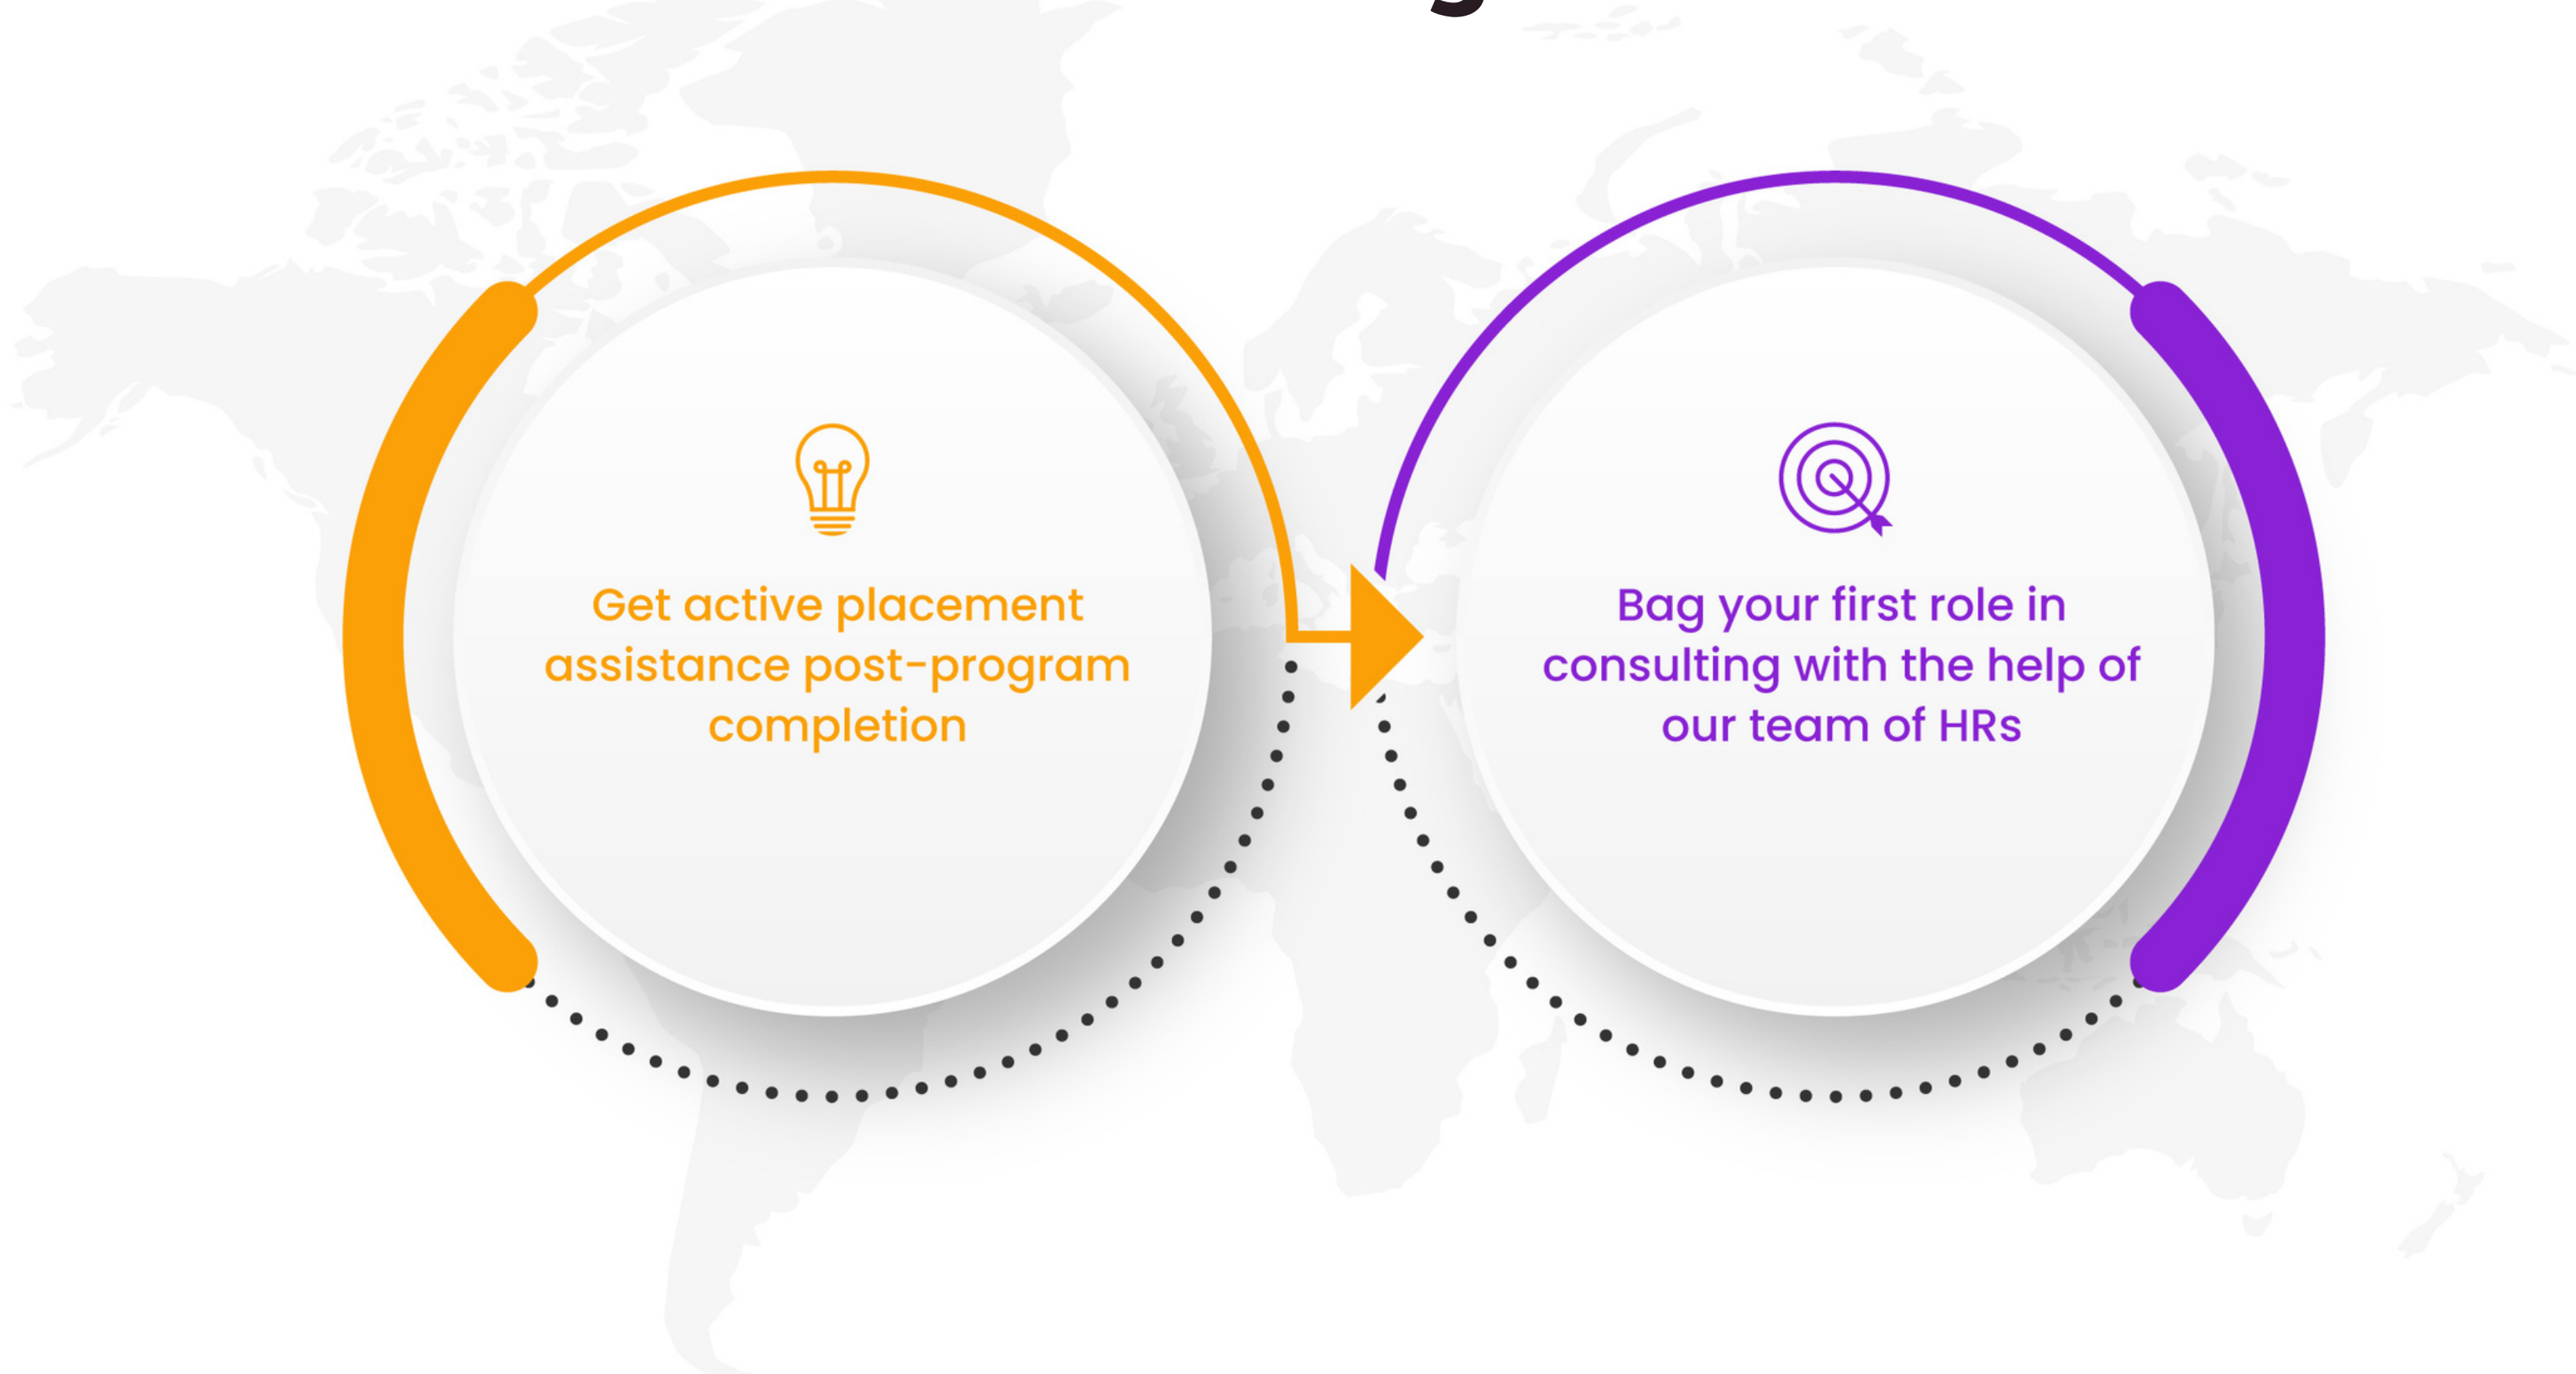 Get active placement
assistance post-program
completion
Bag your first role in
consulting with the help of
our team of HRs